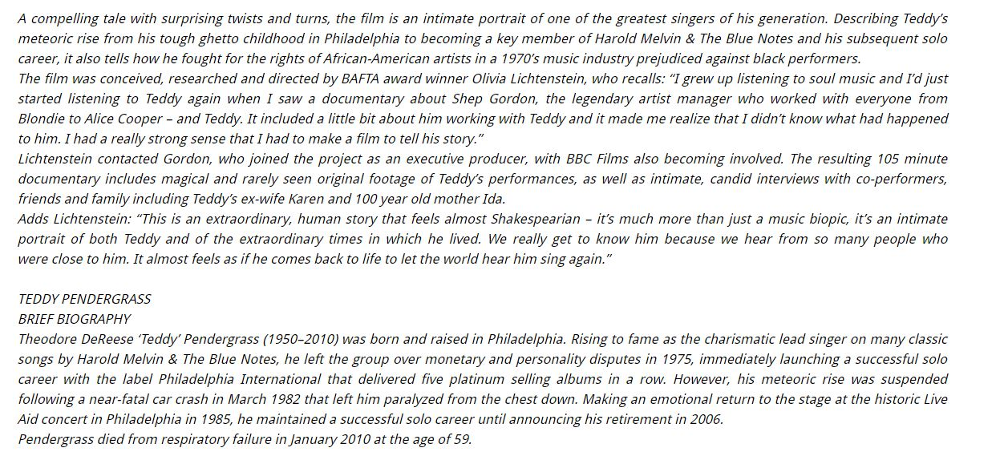 A compelling tale with surprising twists and turns, the film is an intimate portrait of one of the greatest singers of his generation. Describing Teddy’s
meteoric rise from his tough ghetto childhood in Philadelphia to becoming a key member of Harold Melvin & The Blue Notes and his subsequent solo
career, it also tells how he fought for the rights of African-American artists in a 1970’s music industry prejudiced against black performers.
The film was conceived, researched and directed by BAFTA award winner Olivia Lichtenstein, who recalls: “I grew up listening to soul music and I’d just
started listening to Teddy again when I saw a documentary about Shep Gordon, the legendary artist manager who worked with everyone from
Blondie to Alice Cooper – and Teddy. It included a little bit about him working with Teddy and it made me realize that I didn’t know what had happened
to him. I had a really strong sense that I had to make a film to tell his story.”
Lichtenstein contacted Gordon, who joined the project as an executive producer, with BBC Films also becoming involved. The resulting 105 minute
documentary includes magical and rarely seen original footage of Teddy’s performances, as well as intimate, candid interviews with co-performers,
friends and family including Teddy’s ex-wife Karen and 100 year old mother Ida.
Adds Lichtenstein: “This is an extraordinary, human story that feels almost Shakespearian – it’s much more than just a music biopic, it’s an intimate
portrait of both Teddy and of the extraordinary times in which he lived. We really get to know him because we hear from so many people who
were close to him. It almost feels as if he comes back to life to let the world hear him sing again.”
TEDDY PENDERGRASS
BRIEF BIOGRAPHY
Theodore DeReese ‘Teddy’ Pendergrass (1950–2010) was born and raised in Philadelphia. Rising to fame as the charismatic lead singer on many classic
songs by Harold Melvin & The Blue Notes, he left the group over monetary and personality disputes in 1975, immediately launching a successful solo
career with the label Philadelphia International that delivered five platinum selling albums in a row. However, his meteoric rise was suspended
following a near-fatal car crash in March 1982 that left him paralyzed from the chest down. Making an emotional return to the stage at the historic Live
Aid concert in Philadelphia in 1985, he maintained a successful solo career until announcing his retirement in 2006.
Pendergrass died from respiratory failure in January 2010 at the age of 59.